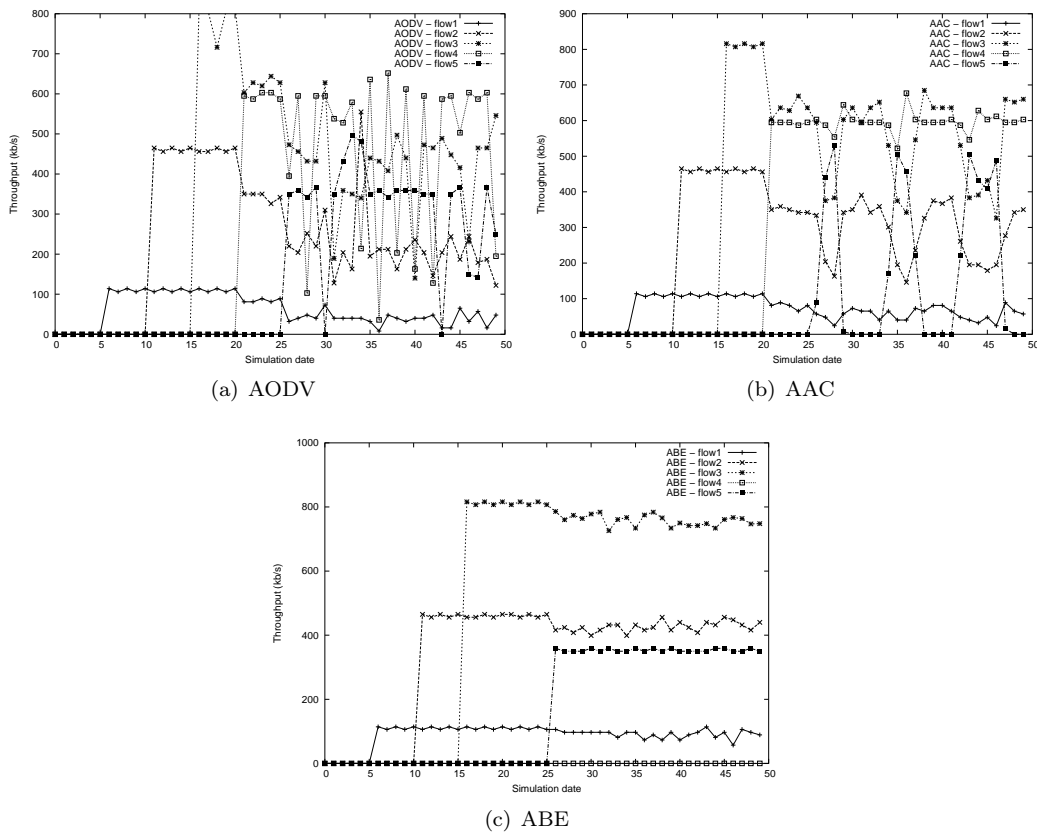 800
700
600
500
400
300
200
100
0
Throughput (kb/s)
0 5 10 15 20 25 30 35 40 45 50
Simulation date
AODV – flow1
AODV – flow2
AODV – flow3
AODV – flow4
AODV – flow5
(a) AODV
900
800
700
600
500
400
300
200
100
0
Throughput (kb/s)
0 5 10 15 20 25 30 35 40 45 50
Simulation date
AAC – flow1
AAC – flow2
AAC – flow3
AAC – flow4
AAC – flow5
(b) AAC
1000
800
600
400
200
0
Throughput (kb/s)
0 5 10 15 20 25 30 35 40 45 50
Simulation date
ABE – flow1
ABE – flow2
ABE – flow3
ABE – flow4
ABE – flow5
(c) ABE